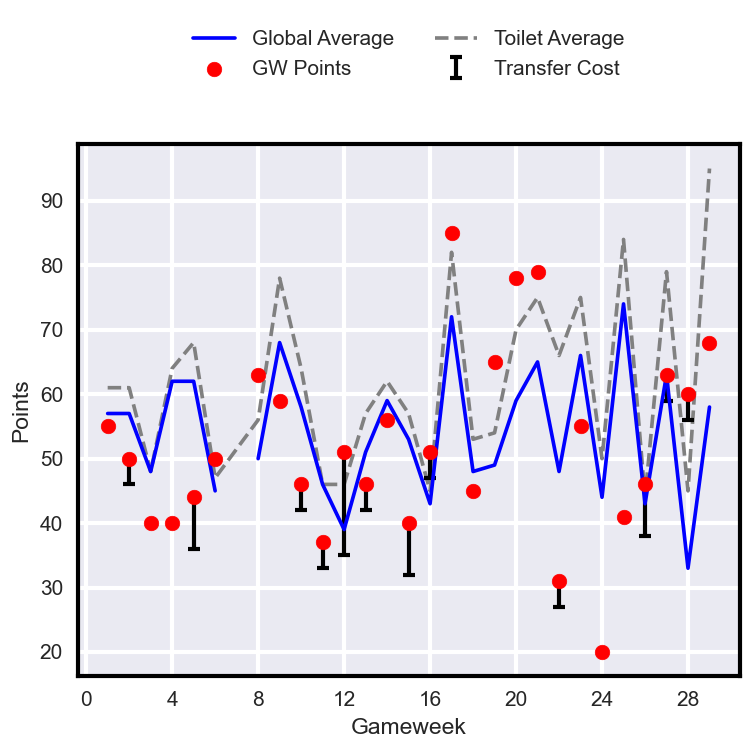 Global Average
Toilet Average
GW Points
Transfer Cost
90
80
70
60
50
40
30
20
Points
0 4 8 12 16 20 24 28
Gameweek